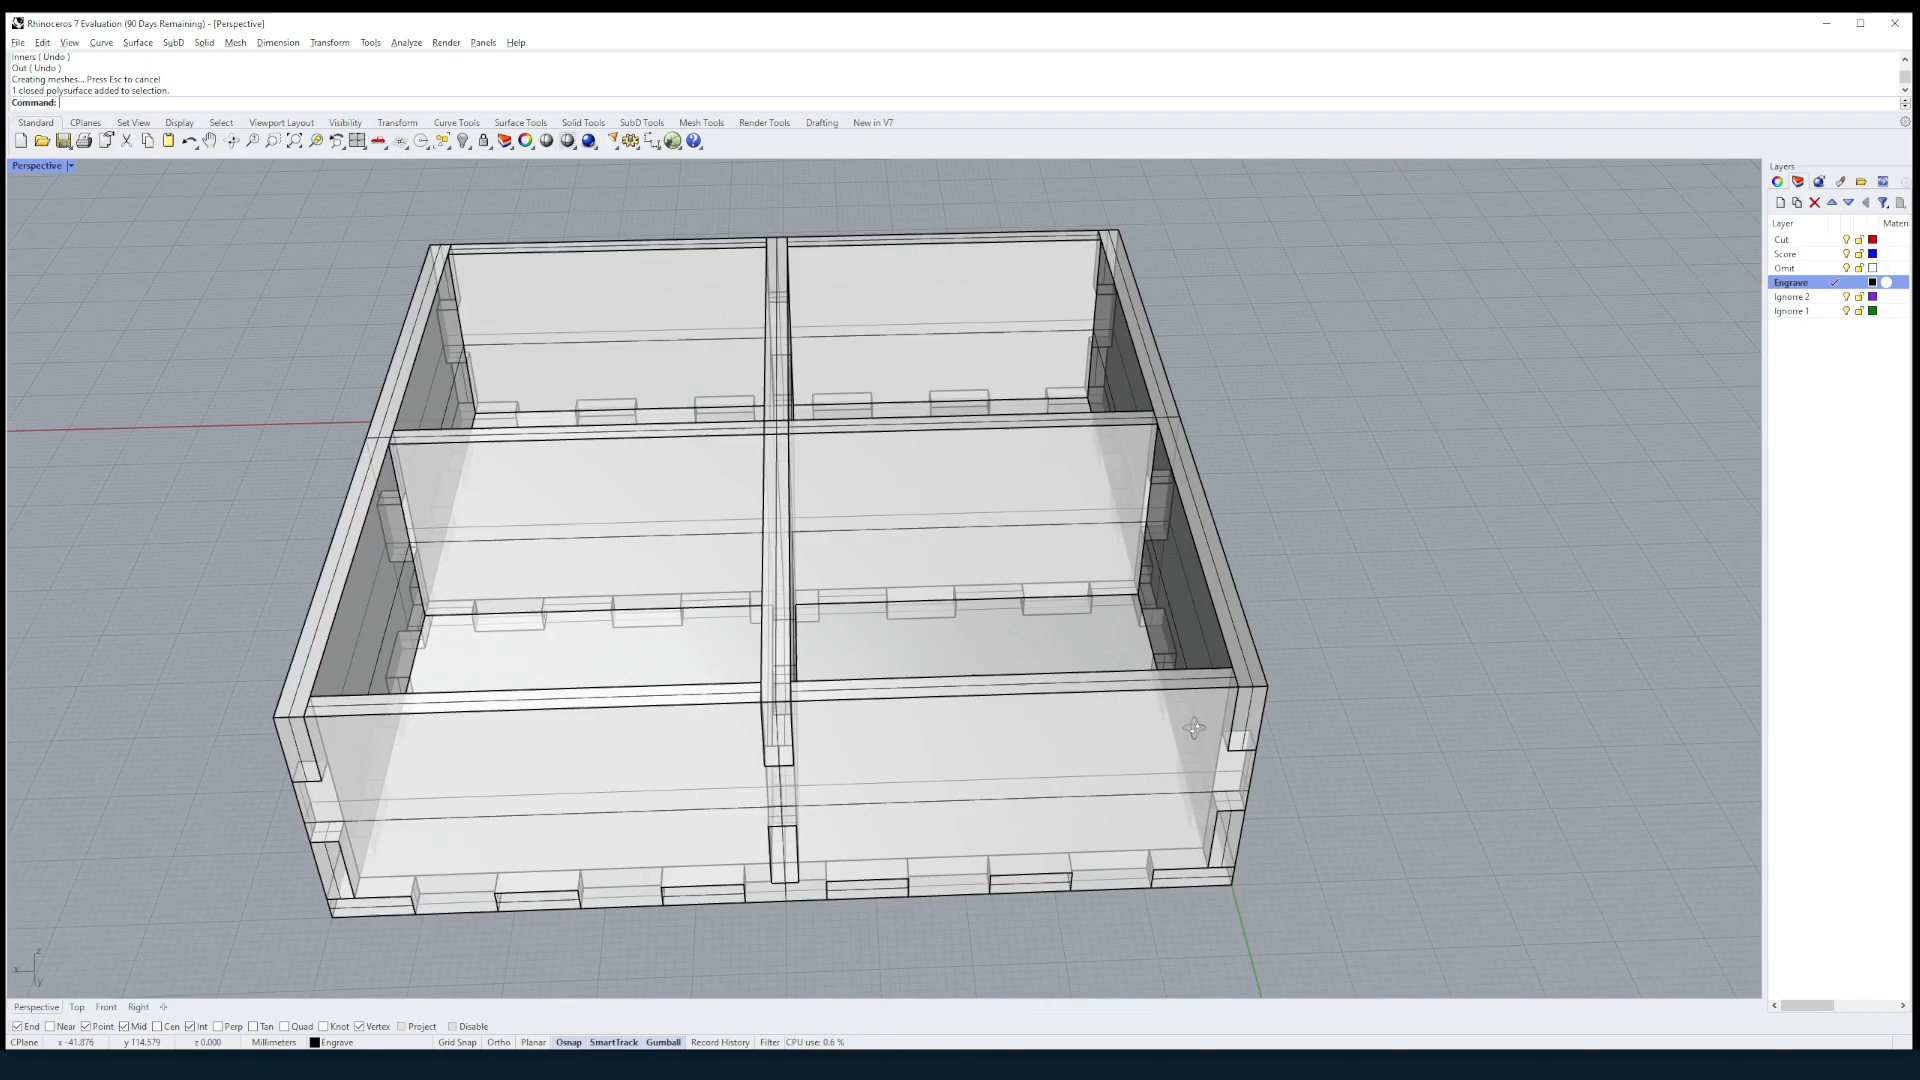 Rhinoceros 7 Evaluation (90 Days Remaining) - [Perspective]
File Edit View Curve Surface SubD Solid Mesh Dimension Transform Tools Analyze Render Panels Help
Inners ( Undo )
Out ( Undo )
Creating meshes... Press Esc to cancel
1 closed polysurface added to selection.
Command:
Standard CPlanes Set View Display Select Viewport Layout Visibility Transform Curve Tools Surface Tools Solid Tools SubD Tools Mesh Tools Render Tools Drafting New in V7
Perspective
Layers
Layer Materi
Cut
Score
Omit
Engrave
Ignorre 2
Ignorre 1
z
x
y
Perspective Top Front Right
End Near Point Mid Cen Int Perp Tan Quad Knot Vertex Project Disable
CPlane x -41.876 y 114.579 z 0.000 Millimeters Engrave Grid Snap Ortho Planar Osnap SmartTrack Gumball Record History Filter CPU use: 0.6 %